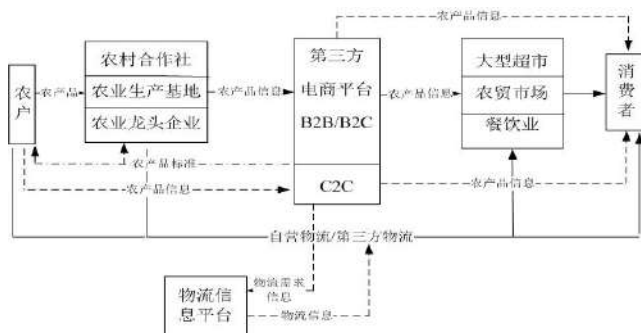 农产品信息
农户
农产品
农村合作社
农业生产基地
农业龙头企业
农产品信息
第三方
电商平台
B2B/B2C
C2C
农产品信息
大型超市
农贸市场
餐饮业
消费者
农产品标准
农产品信息
农产品信息
自营物流/第三方物流
物流需求
信息
物流信息平台
物流信息